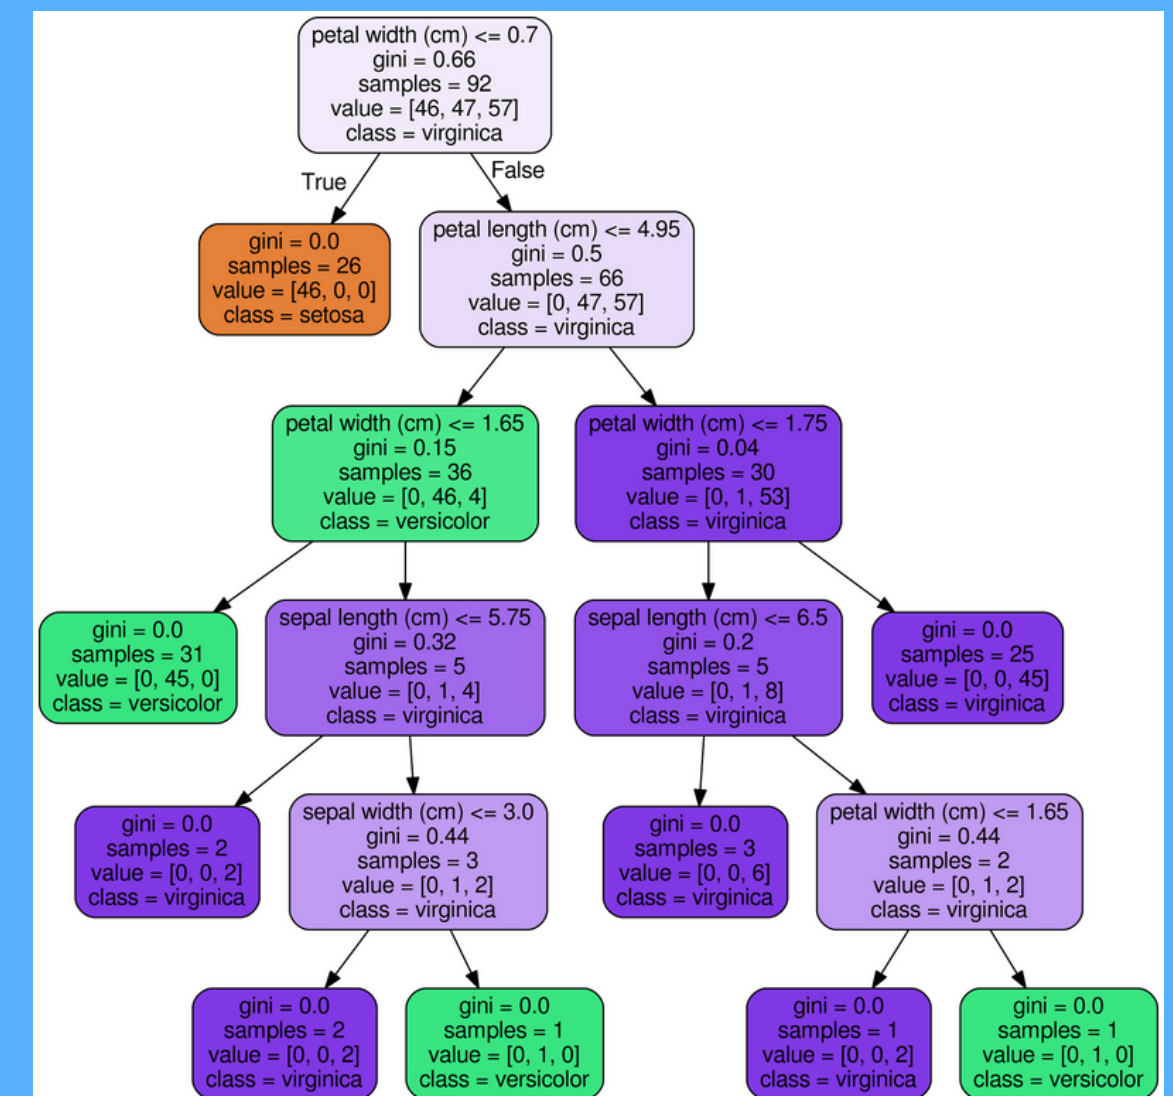 petal width (cm) <= 0.7
gini = 0.66
samples = 92
value = [46, 47, 57]
class = virginica
True
False
gini = 0.0
samples = 26
value = [46, 0, 0]
class = setosa
petal length (cm) <= 4.95
gini = 0.5
samples = 66
value = [0, 47, 57]
class = virginica
petal width (cm) <= 1.65
gini = 0.15
samples = 36
value = [0, 46, 4]
class = versicolor
petal width (cm) <= 1.75
gini = 0.04
samples = 30
value = [0, 1, 53]
class = virginica
gini = 0.0
samples = 31
value = [0, 45, 0]
class = versicolor
sepal length (cm) <= 5.75
gini = 0.32
samples = 5
value = [0, 1, 4]
class = virginica
sepal length (cm) <= 6.5
gini = 0.2
samples = 5
value = [0, 1, 8]
class = virginica
gini = 0.0
samples = 25
value = [0, 0, 45]
class = virginica
gini = 0.0
samples = 2
value = [0, 0, 2]
class = virginica
sepal width (cm) <= 3.0
gini = 0.44
samples = 3
value = [0, 1, 2]
class = virginica
gini = 0.0
samples = 3
value = [0, 0, 6]
class = virginica
petal width (cm) <= 1.65
gini = 0.44
samples = 2
value = [0, 1, 2]
class = virginica
gini = 0.0
samples = 2
value = [0, 0, 2]
class = virginica
gini = 0.0
samples = 1
value = [0, 1, 0]
class = versicolor
gini = 0.0
samples = 1
value = [0, 0, 2]
class = virginica
gini = 0.0
samples = 1
value = [0, 1, 0]
class = versicolor